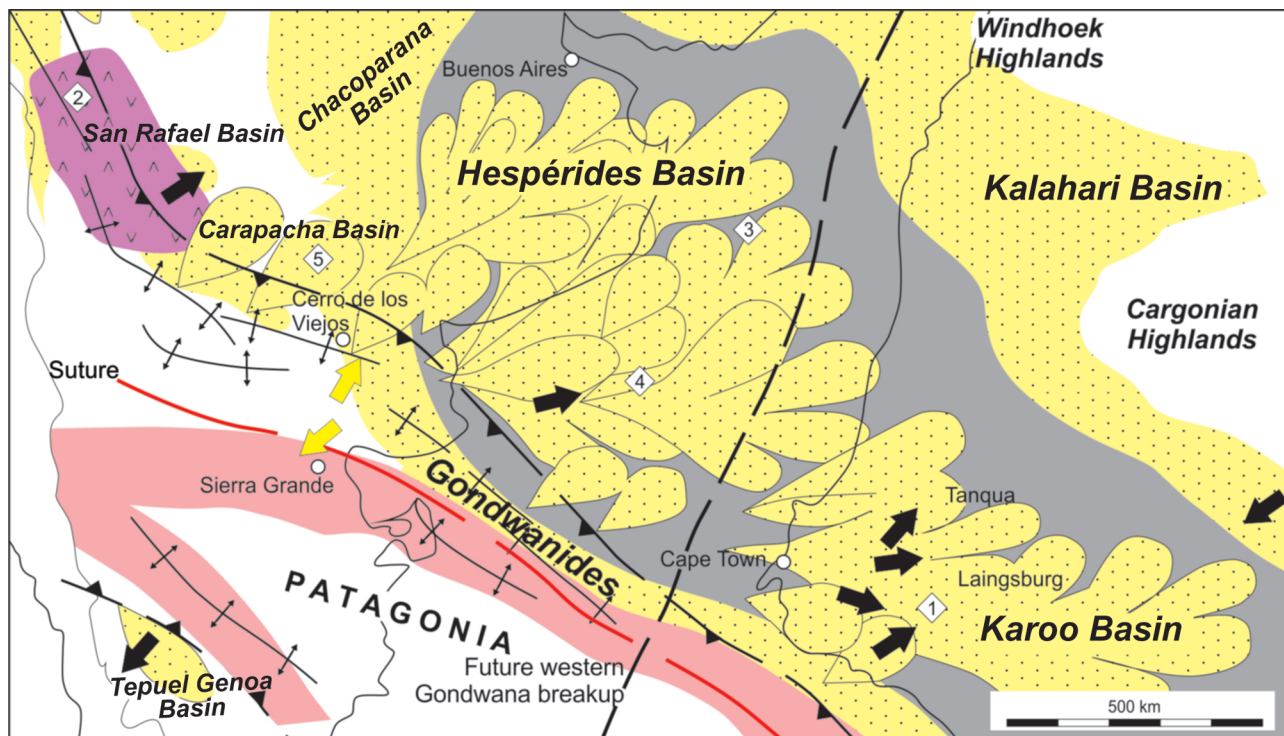 Windhoek
Highlands
Buenos Aires
Chacoparana
Basin
2
San Rafael Basin
Hespérides Basin
Kalahari Basin
Carapacha Basin
3
5
Cerro de los
Viejos
Cargonian
Highlands
Suture
4
Sierra Grande
Gondwanides
Tanqua
Cape Town
Laingsburg
PATAGONIA
1
Karoo Basin
Future western
Gondwana breakup
Tepuel Genoa
Basin
500 km